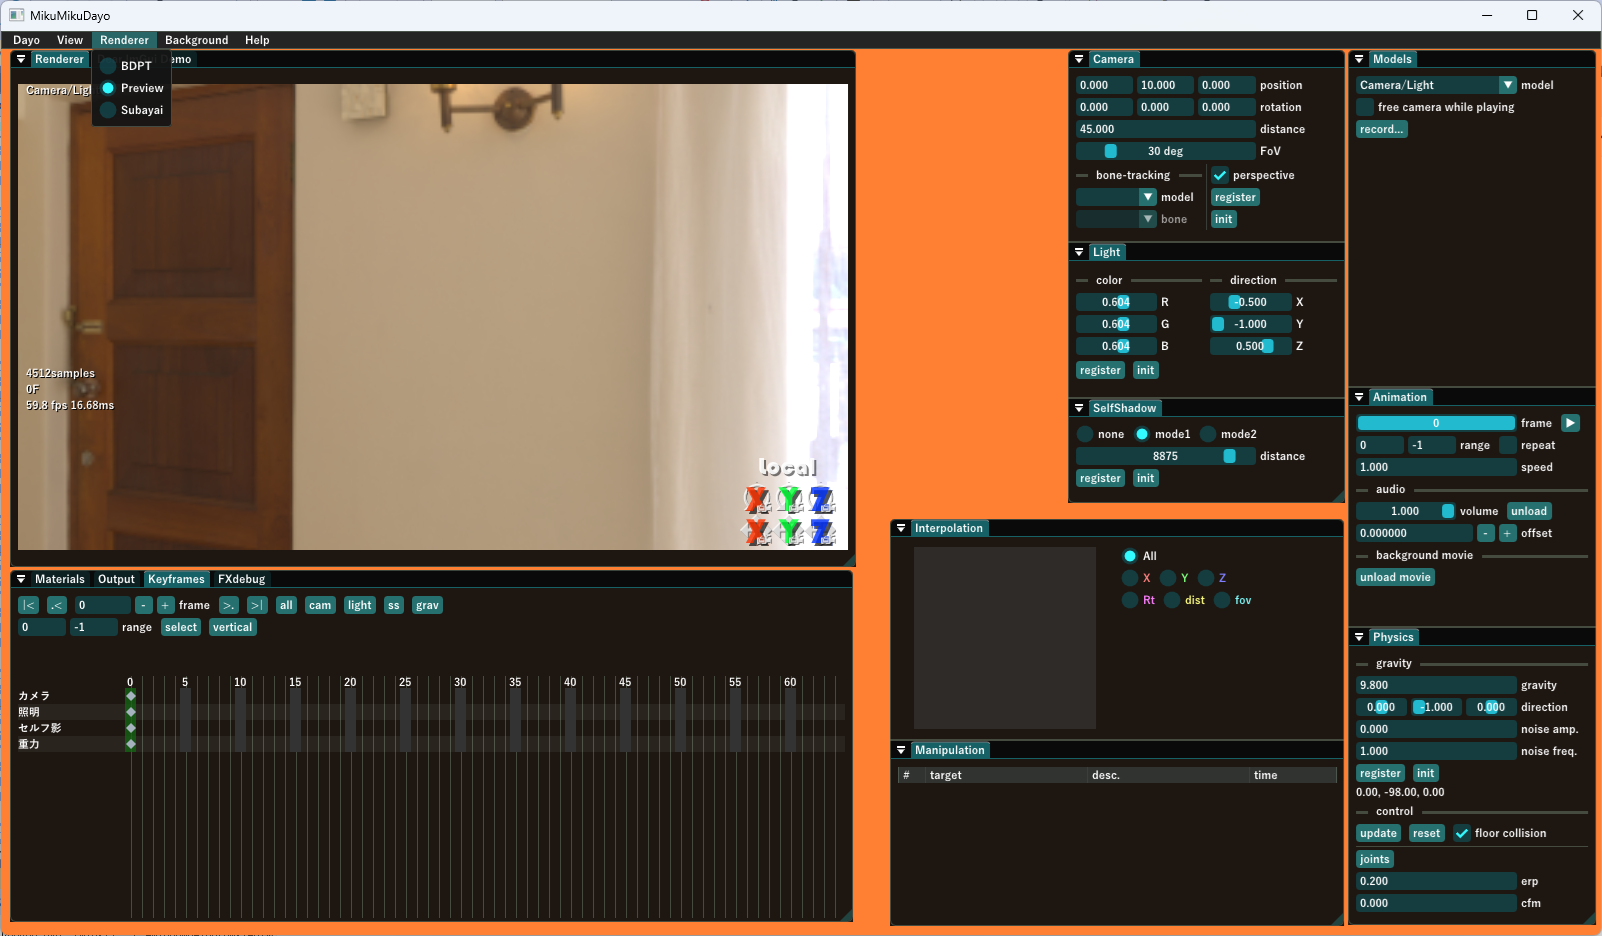 MikuMikuDayo
Dayo View Renderer Background Help
Renderer emo
BDPT
Preview
Subayai
Camera/Ligh
4512samples
0F
59.8 fps 16.68ms
local
X Y Z
X Y Z
Materials Output Keyframes FXdebug
|< .< 0 - + frame >. >| all cam light ss grav
0 -1 range select vertical
0 5 10 15 20 25 30 35 40 45 50 55 60
カメラ
照明
セルフ影
重力
Camera
0.000 10.000 0.000 position
0.000 0.000 0.000 rotation
45.000 distance
30 deg FoV
bone-tracking perspective
model register
bone init
Light
color direction
0.604 R -0.500 X
0.604 G -1.000 Y
0.604 B 0.500 Z
register init
SelfShadow
none mode1 mode2
8875 distance
register init
Interpolation
All
X Y Z
Rt dist fov
Manipulation
# target desc. time
Models
Camera/Light model
free camera while playing
record...
Animation
0 frame
0 -1 range repeat
1.000 speed
audio
1.000 volume unload
0.000000 - + offset
background movie
unload movie
Physics
gravity
9.800 gravity
0.000 -1.000 0.000 direction
0.000 noise amp.
1.000 noise freq.
register init
0.00, -98.00, 0.00
control
update reset floor collision
joints
0.200 erp
0.000 cfm